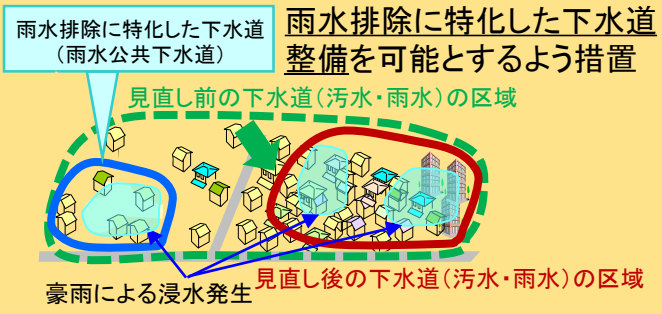 雨水排除に特化した下水道
（雨水公共下水道）
雨水排除に特化した下水道
整備を可能とするよう措置
見直し前の下水道（汚水・雨水）の区域
見直し後の下水道（汚水・雨水）の区域
豪雨による浸水発生